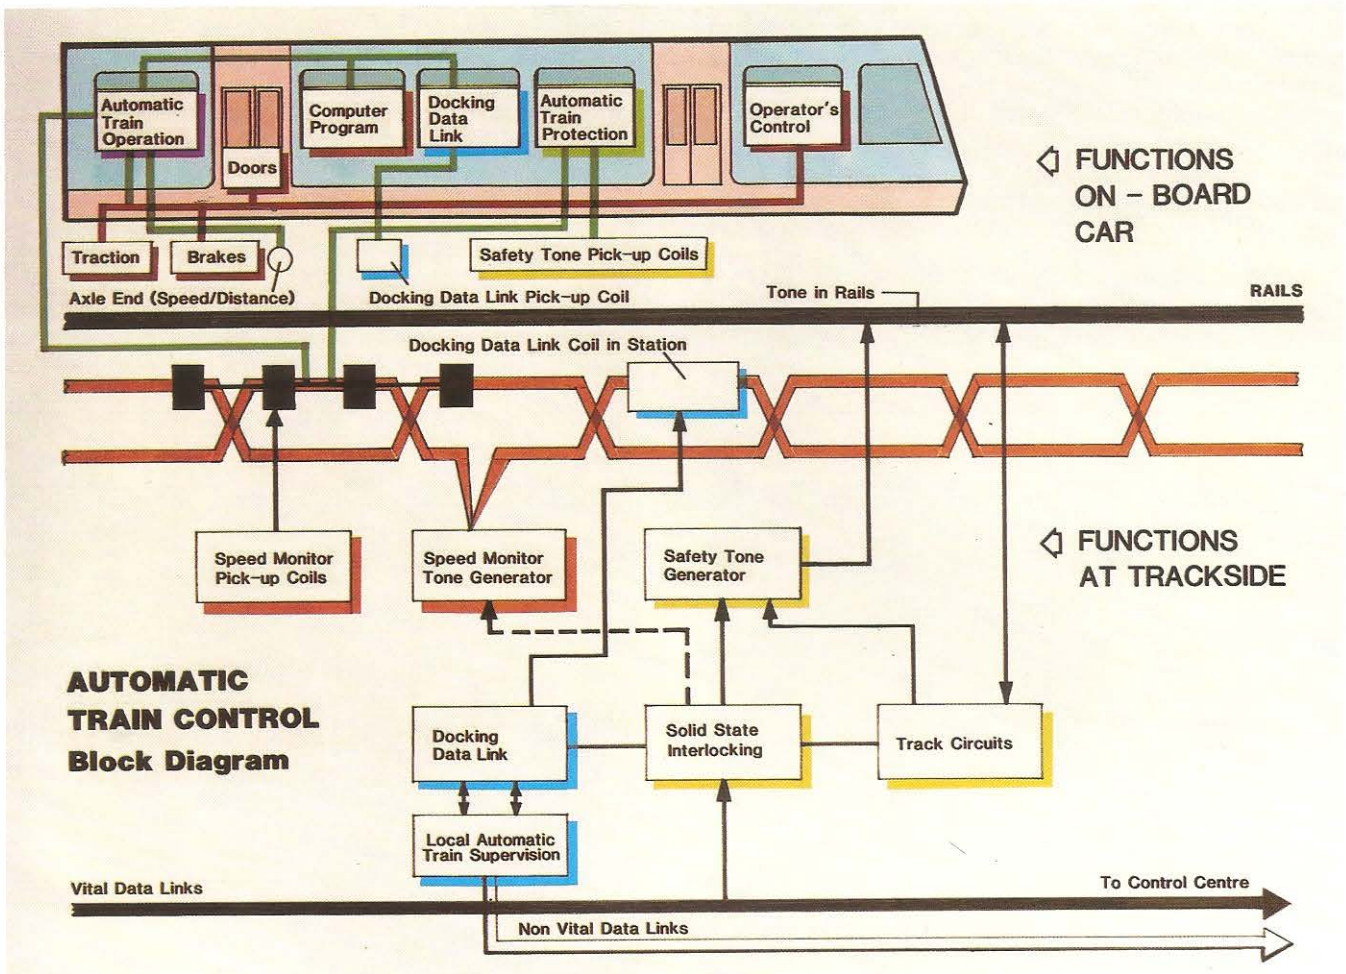 Automatic
Train
Operation
Doors
Computer
Program
Docking
Data
Link
Automatic
Train
Protection
Operator's
Control
FUNCTIONS
ON - BOARD
CAR
Traction
Brakes
Safety Tone Pick-up Coils
Axle End (Speed/Distance)
Docking Data Link Pick-up Coil
Tone in Rails
RAILS
Docking Data Link Coil in Station
Speed Monitor
Pick-up Coils
Speed Monitor
Tone Generator
Safety Tone
Generator
FUNCTIONS
AT TRACKSIDE
AUTOMATIC
TRAIN CONTROL
Block Diagram
Docking
Data Link
Solid State
Interlocking
Track Circuits
Local Automatic
Train Supervision
Vital Data Links
To Control Centre
Non Vital Data Links